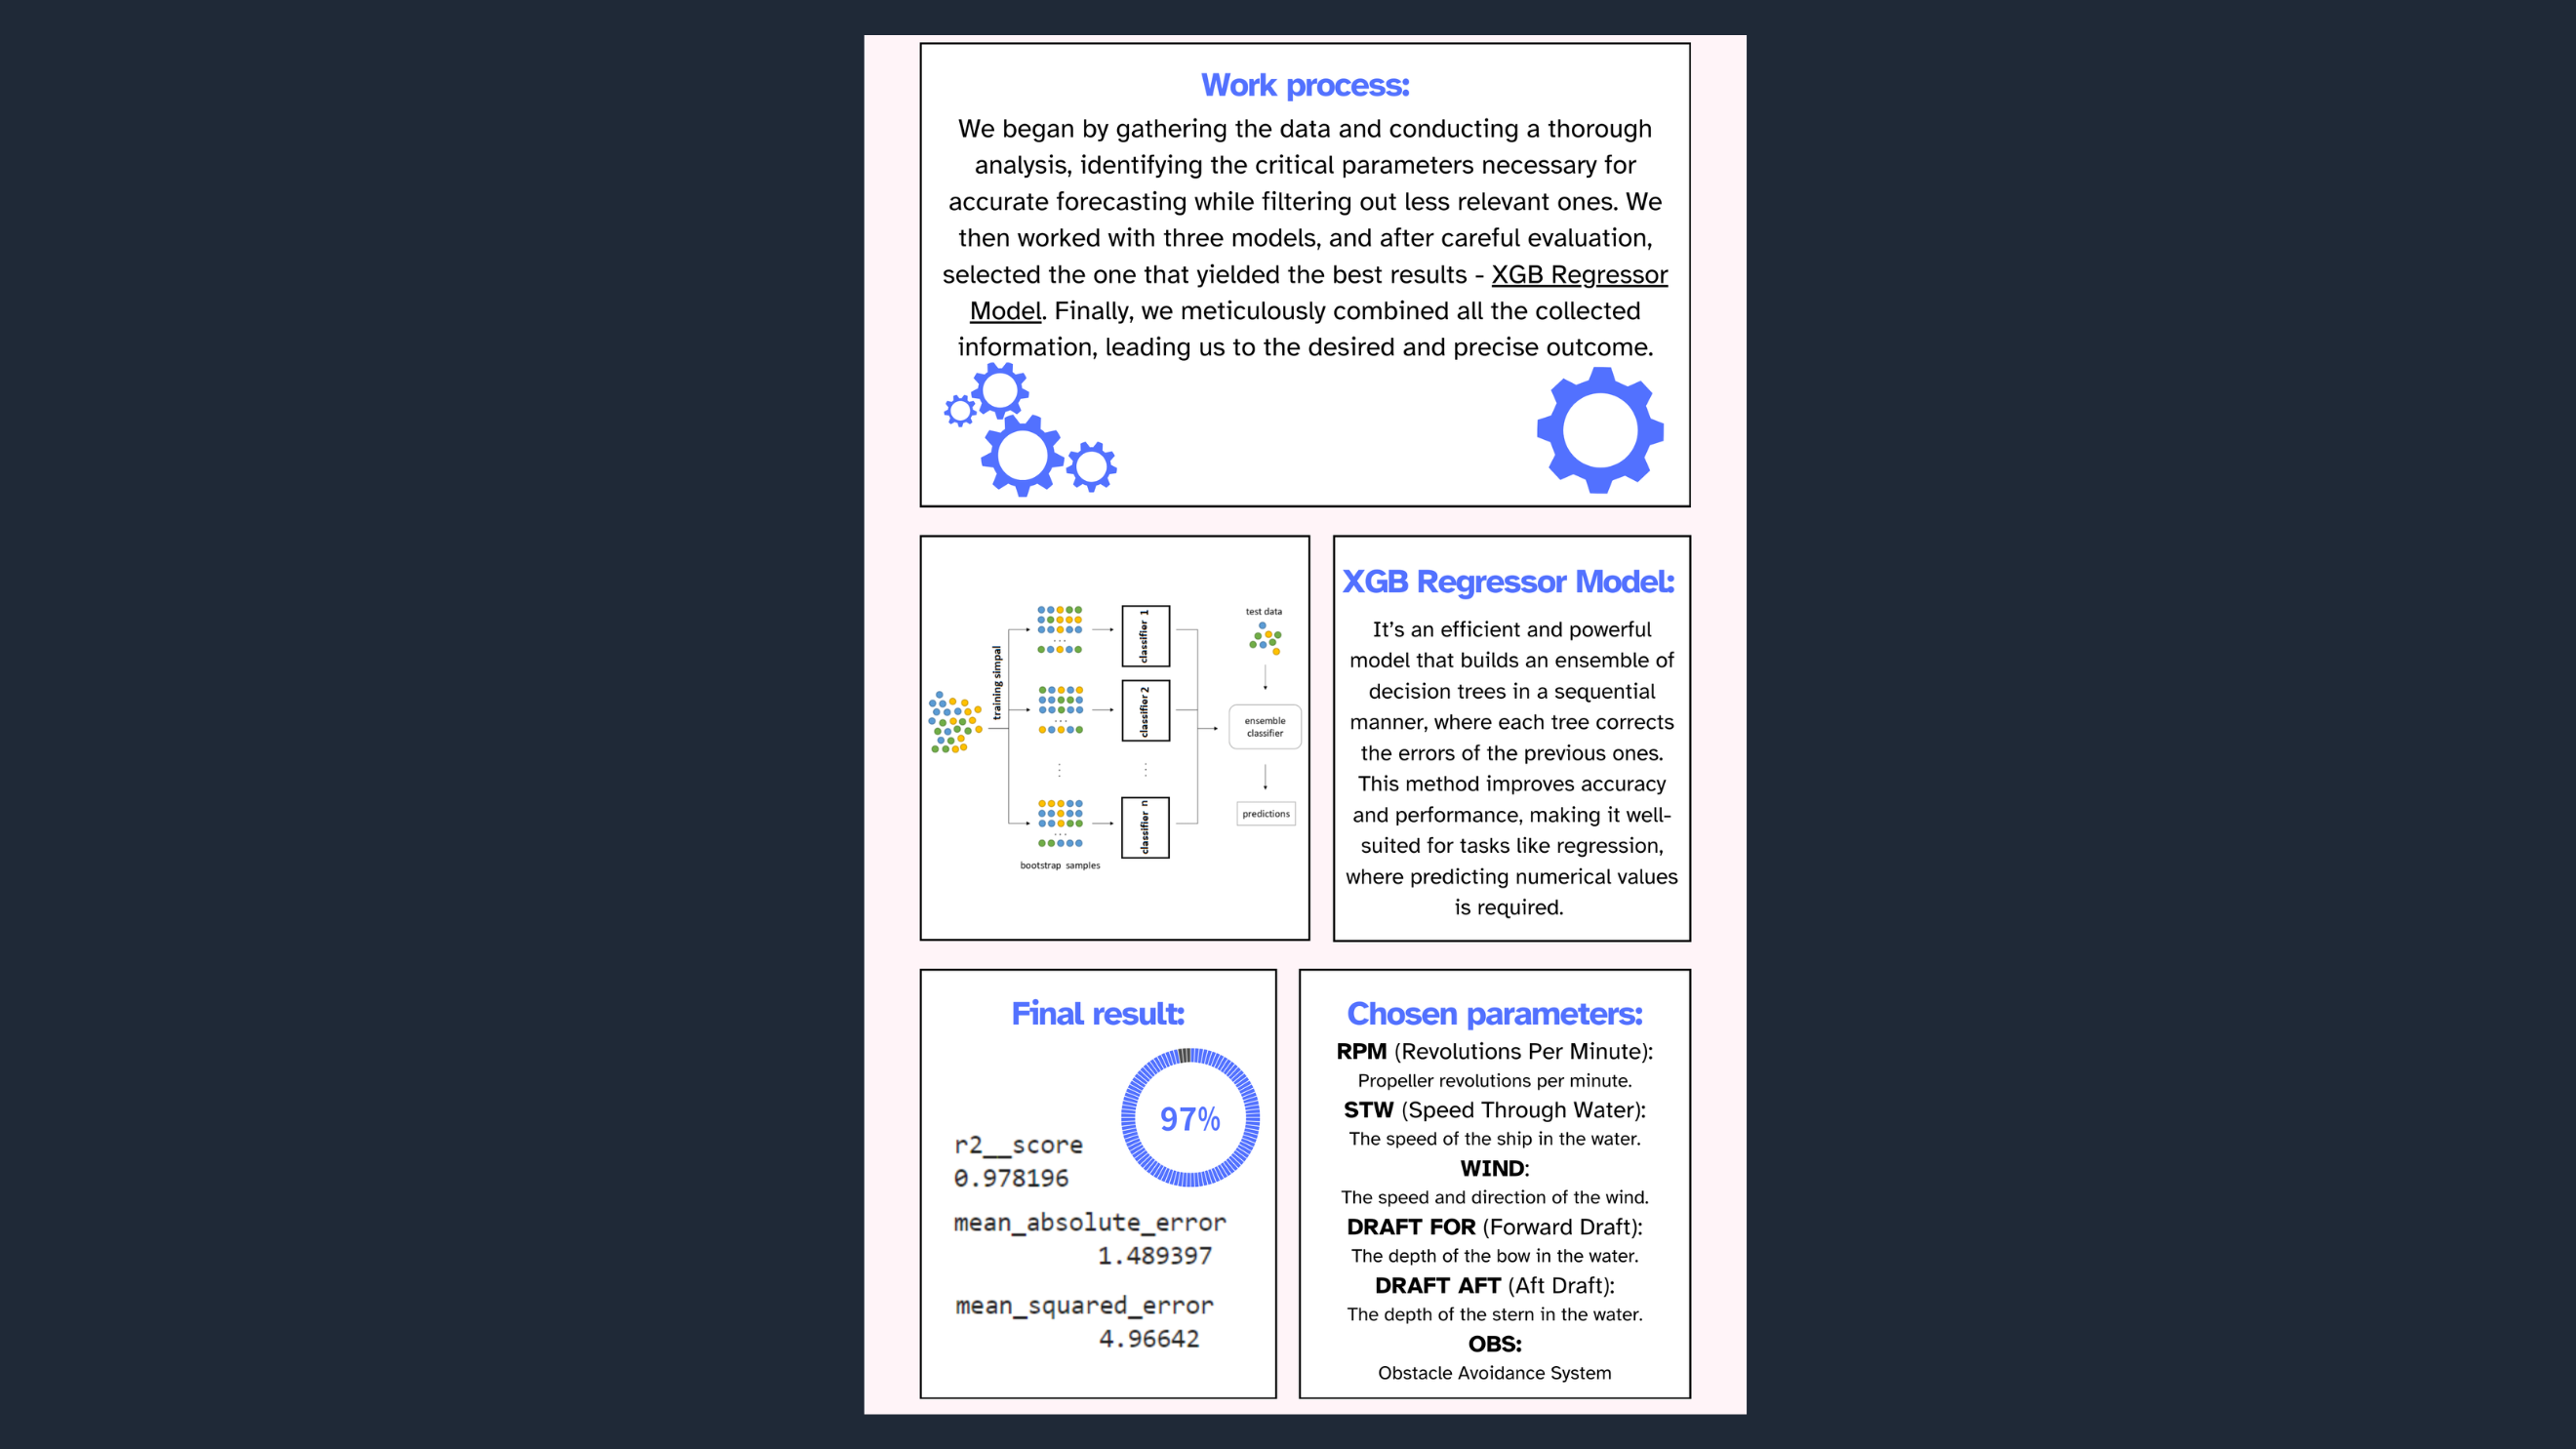 Work process:
We began by gathering the data and conducting a thorough
analysis, identifying the critical parameters necessary for
accurate forecasting while filtering out less relevant ones. We
then worked with three models, and after careful evaluation,
selected the one that yielded the best results - XGB Regressor
Model. Finally, we meticulously combined all the collected
information, leading us to the desired and precise outcome.
training simpal
classifier 1
classifier 2
classifier n
bootstrap samples
test data
ensemble
classifier
predictions
XGB Regressor Model:
It's an efficient and powerful
model that builds an ensemble of
decision trees in a sequential
manner, where each tree corrects
the errors of the previous ones.
This method improves accuracy
and performance, making it well-
suited for tasks like regression,
where predicting numerical values
is required.
Final result:
97%
r2__score
0.978196
mean_absolute_error
1.489397
mean_squared_error
4.96642
Chosen parameters:
RPM (Revolutions Per Minute):
Propeller revolutions per minute.
STW (Speed Through Water):
The speed of the ship in the water.
WIND:
The speed and direction of the wind.
DRAFT FOR (Forward Draft):
The depth of the bow in the water.
DRAFT AFT (Aft Draft):
The depth of the stern in the water.
OBS:
Obstacle Avoidance System